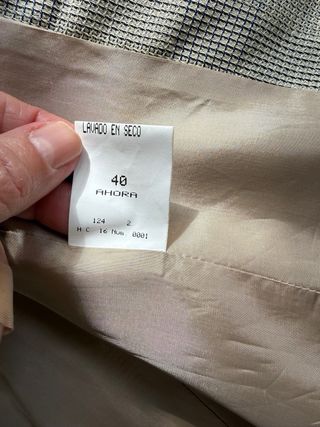 LAVADO EN SECO
40
AHORA
124 2
H C 16 Num 0001